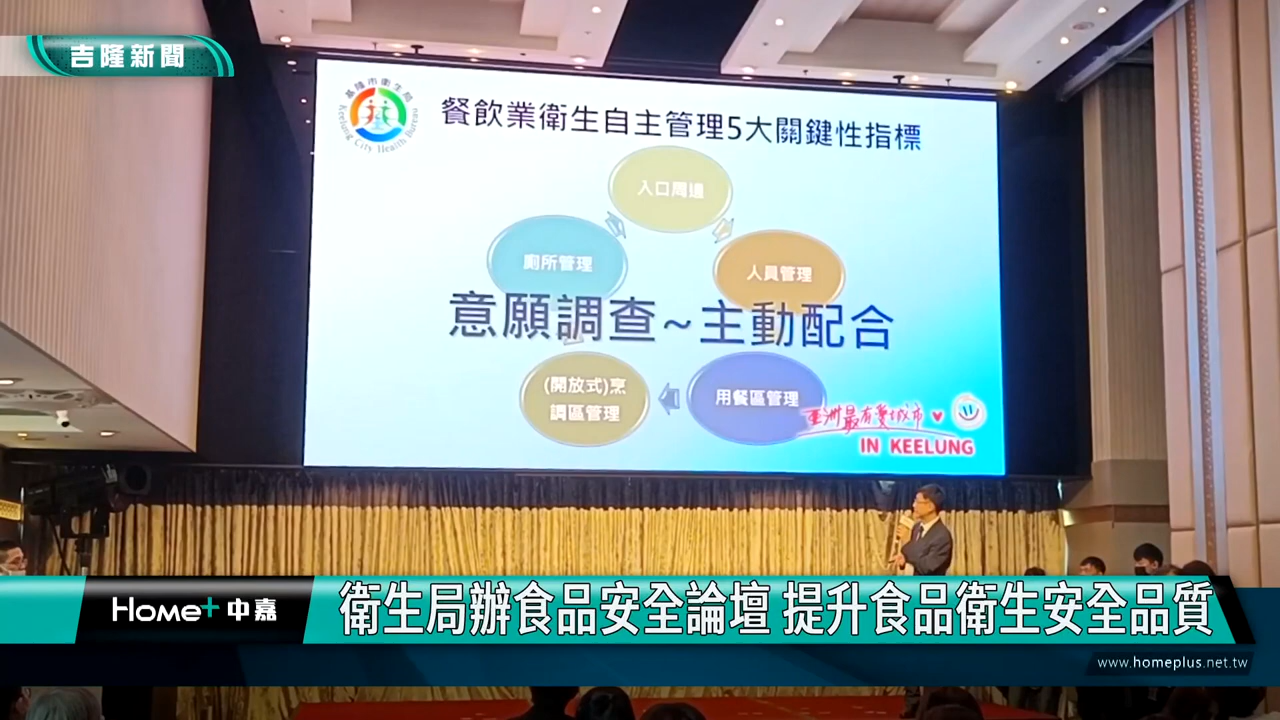 吉隆新聞
基隆市衛生局
Keelung City Health Bureau
餐飲業衛生自主管理5大關鍵性指標
入口周邊
廁所管理
人員管理
意願調查~主動配合
(開放式)烹
調區管理
用餐區管理
亞洲最有愛城市
IN KEELUNG
Home+中嘉
衛生局辦食品安全論壇 提升食品衛生安全品質
www.homeplus.net.tw